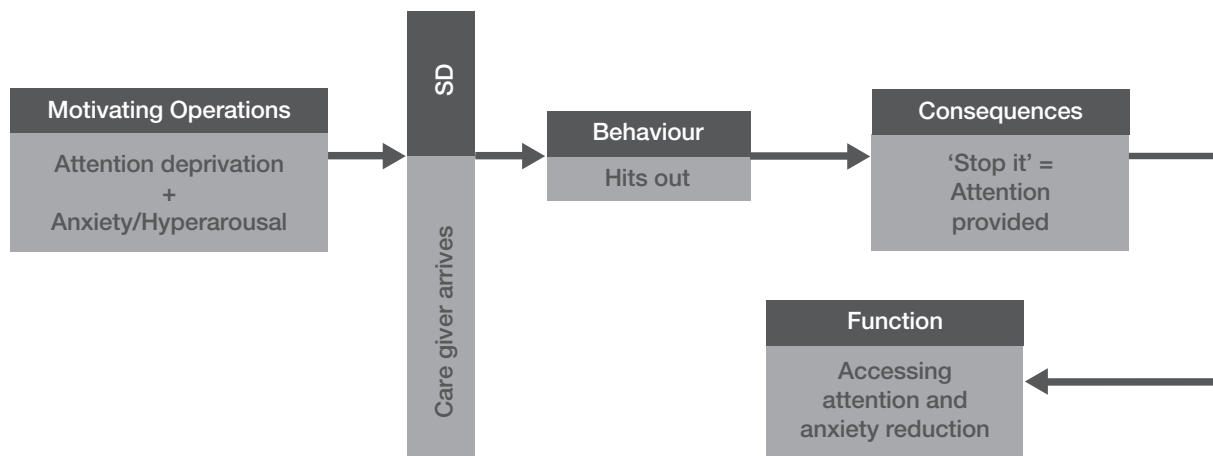 Motivating Operations
Attention deprivation
+
Anxiety/Hyperarousal
SD
Care giver arrives
Behaviour
Hits out
Consequences
‘Stop it’ =
Attention
provided
Function
Accessing
attention and
anxiety reduction